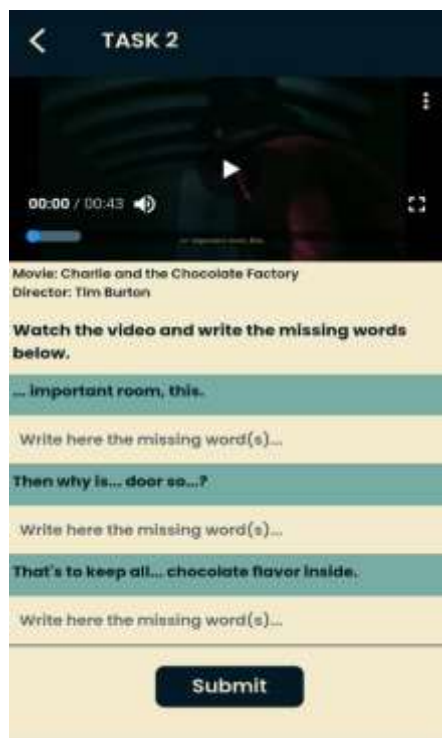 TASK 2
00:00 / 00:43
Movie: Charlie and the Chocolate Factory
Director: Tim Burton
Watch the video and write the missing words
below.
... important room, this.
Write here the missing word(s)...
Then why is... door so...?
Write here the missing word(s)...
That's to keep all... chocolate flavor inside.
Write here the missing word(s)...
Submit